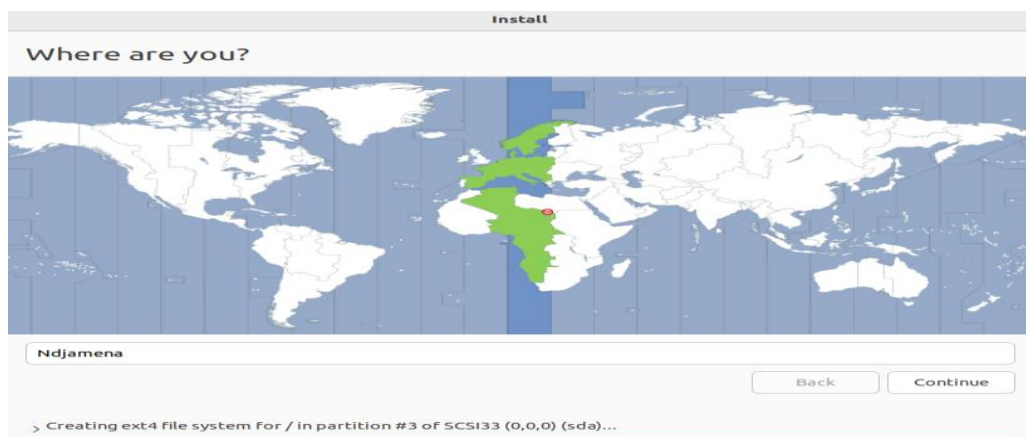 Install
Where are you?
Ndjamena
Back
Continue
> Creating ext4 file system for / in partition #3 of SCSI33 (0,0,0) (sda)...